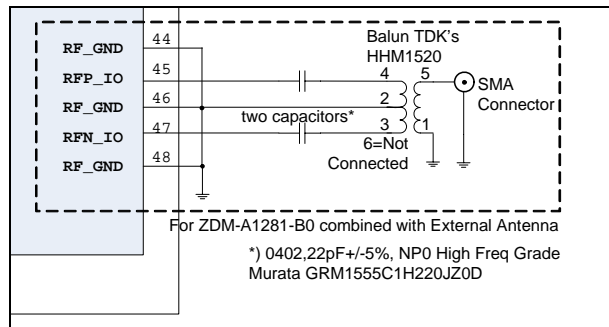 Balun TDK's
HHM1520
RF_GND 44
RFP_IO 45
RF_GND 46
RFN_IO 47
RF_GND 48
two capacitors*
4
2
3
5
1
6=Not
Connected
SMA
Connector
For ZDM-A1281-B0 combined with External Antenna
*) 0402,22pF+/-5%, NP0 High Freq Grade
Murata GRM1555C1H220JZ0D